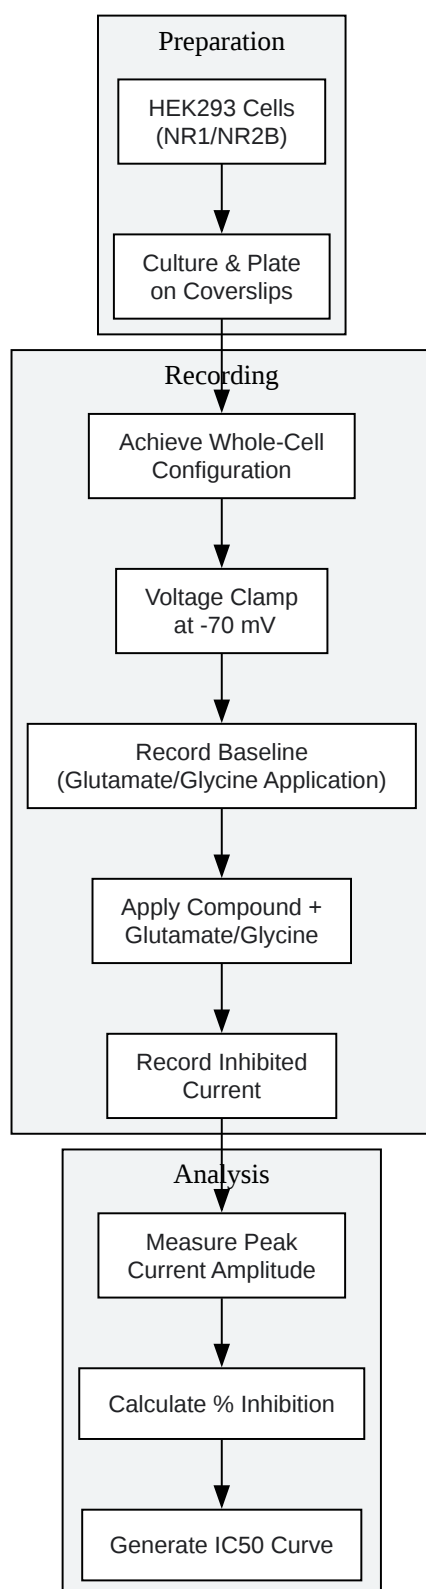 Preparation
HEK293 Cells
(NR1/NR2B)
Culture & Plate
on Coverslips
Recording
Achieve Whole-Cell
Configuration
Voltage Clamp
at -70 mV
Record Baseline
(Glutamate/Glycine Application)
Apply Compound +
Glutamate/Glycine
Record Inhibited
Current
Analysis
Measure Peak
Current Amplitude
Calculate % Inhibition
Generate IC50 Curve